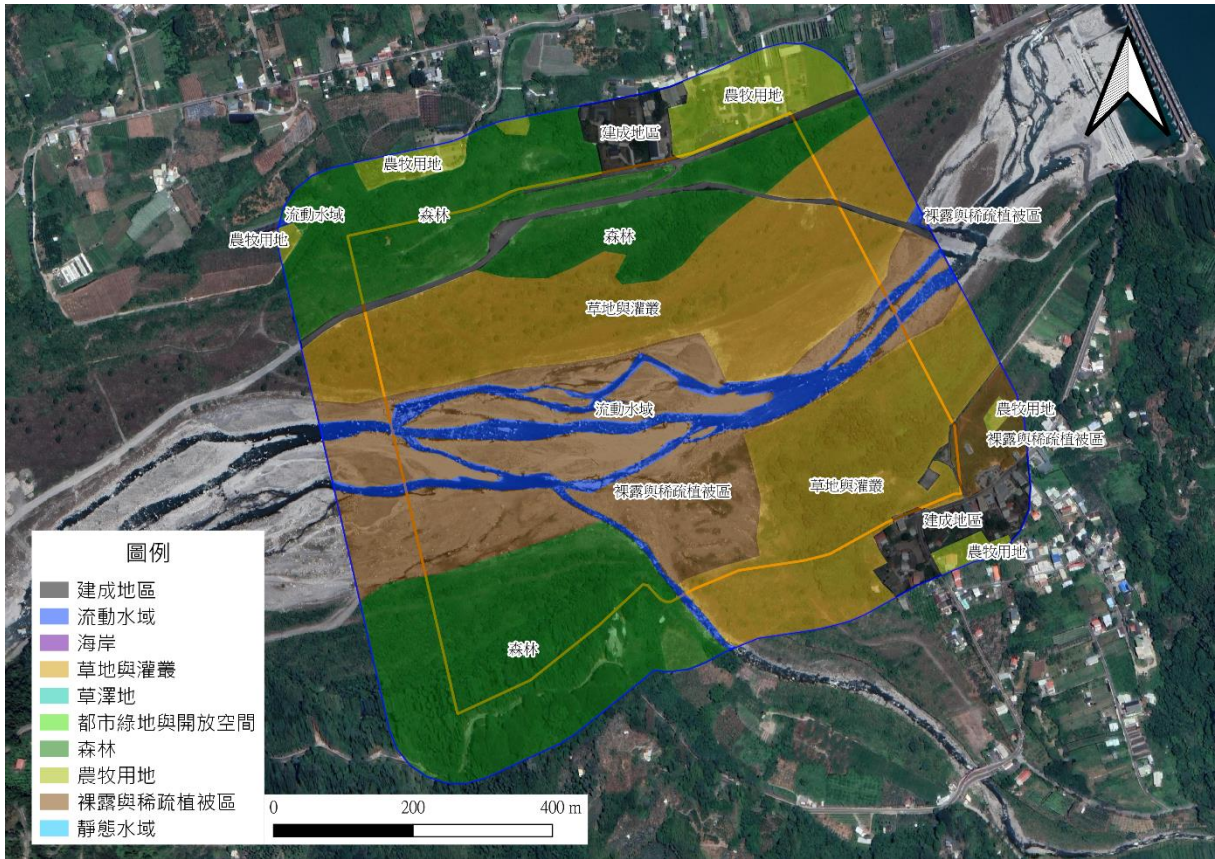 農牧用地
建成地區
農牧用地
流動水域
森林
裸露與稀疏植被區
農牧用地
森林
草地與灌叢
流動水域
農牧用地
裸露與稀疏植被區
裸露與稀疏植被區
草地與灌叢
建成地區
農牧用地
森林
圖例
建成地區
流動水域
海岸
草地與灌叢
草澤地
都市綠地與開放空間
森林
農牧用地
裸露與稀疏植被區
靜態水域
0 200 400 m